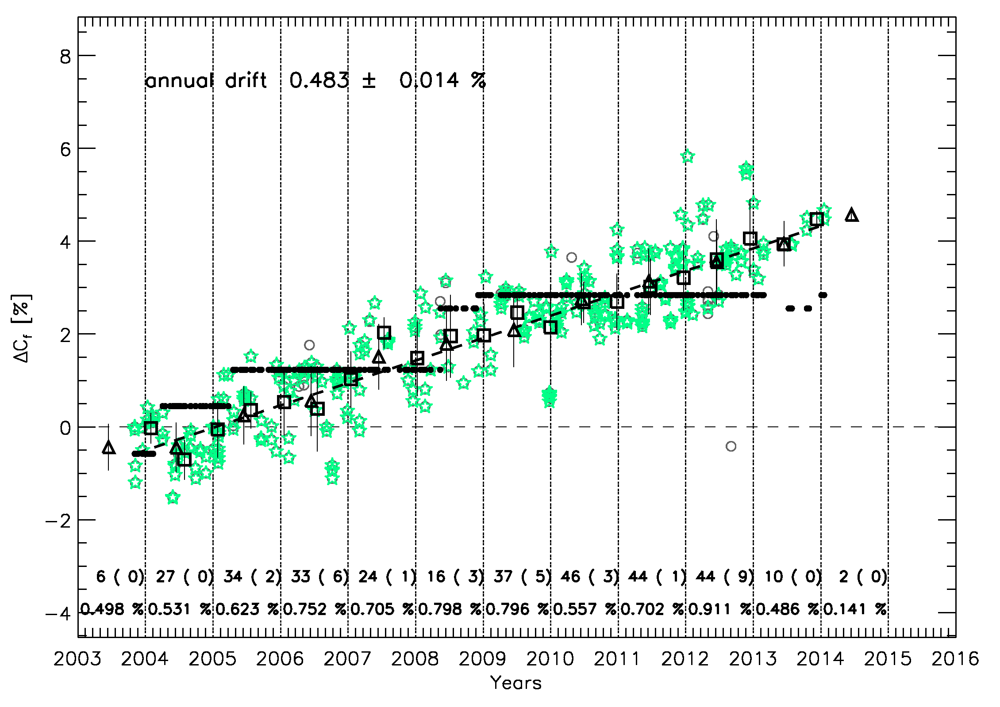 8
annual drift 0.483 ± 0.014 %
6
4
2
0
−2
−4
ΔCf [%]
6 ( 0) 27 ( 0) 34 ( 2) 33 ( 6) 24 ( 1) 16 ( 3) 37 ( 5) 46 ( 3) 44 ( 1) 44 ( 9) 10 ( 0) 2 ( 0)
0.498 % 0.531 % 0.623 % 0.752 % 0.705 % 0.798 % 0.796 % 0.557 % 0.702 % 0.911 % 0.486 % 0.141 %
2003 2004 2005 2006 2007 2008 2009 2010 2011 2012 2013 2014 2015 2016
Years